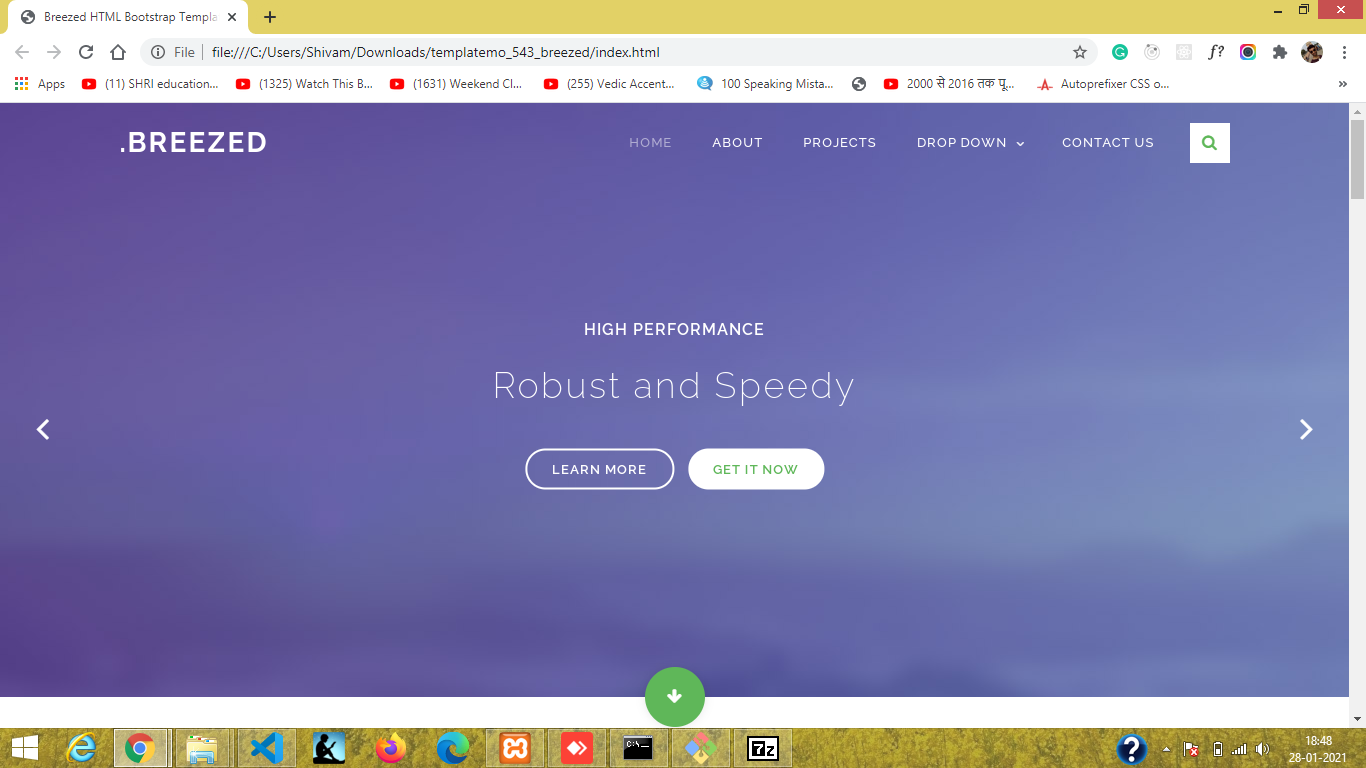 Breezed HTML Bootstrap Templa
File
file:///C:/Users/Shivam/Downloads/templatemo_543_breezed/index.html
f?
Apps
(11) SHRI education...
(1325) Watch This B...
(1631) Weekend Cl...
(255) Vedic Accent...
100 Speaking Mista...
2000 से 2016 तक पू...
Autoprefixer CSS o...
.BREEZED
HOME
ABOUT
PROJECTS
DROP DOWN
CONTACT US
HIGH PERFORMANCE
Robust and Speedy
LEARN MORE
GET IT NOW
C:\_
7z
?
18:48
28-01-2021